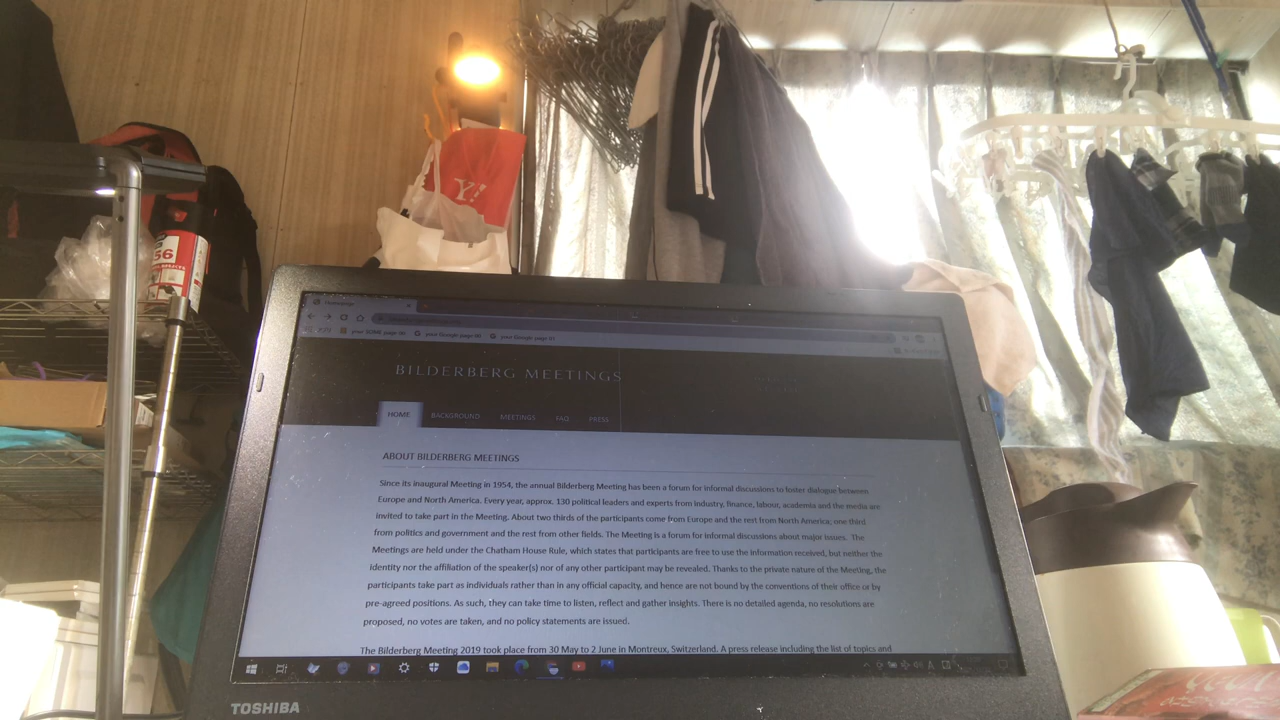 Y!
56
your Google page 60
your Google page 61
BILDERBERG MEETINGS
HOME BACKGROUND MEETINGS FAQ PRESS
ABOUT BILDERBERG MEETINGS
Since its inaugural Meeting in 1954, the annual Bilderberg Meeting has been a forum for informal discussions to foster dialogue between
Europe and North America. Every year, approx. 130 political leaders and experts from industry, finance, labour, academia and the media are
invited to take part in the Meeting. About two thirds of the participants come from Europe and the rest from North America; one third
from politics and government and the rest from other fields. The Meeting is a forum for informal discussions about major issues. The
Meetings are held under the Chatham House Rule, which states that participants are free to use the information received, but neither the
identity nor the affiliation of the speaker(s) nor of any other participant may be revealed. Thanks to the private nature of the Meeting, the
participants take part as individuals rather than in any official capacity, and hence are not bound by the conventions of their office or by
pre-agreed positions. As such, they can take time to listen, reflect and gather insights. There is no detailed agenda, no resolutions are
proposed, no votes are taken, and no policy statements are issued.
The Bilderberg Meeting 2019 took place from 30 May to 2 June in Montreux, Switzerland. A press release including the list of topics and
TOSHIBA